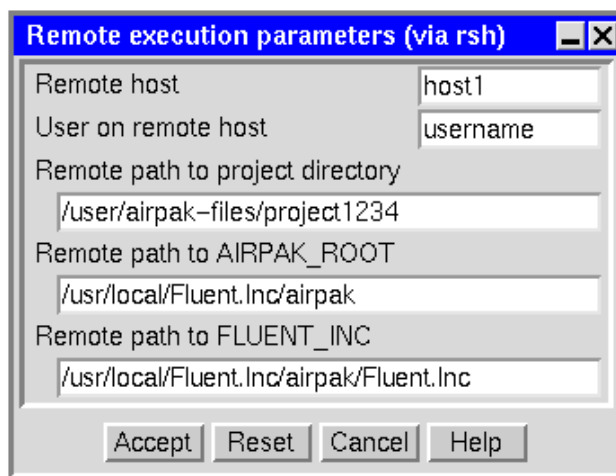 Remote execution parameters (via rsh)
Remote host host1
User on remote host username
Remote path to project directory
/user/airpak-files/project1234
Remote path to AIRPAK_ROOT
/usr/local/Fluent.Inc/airpak
Remote path to FLUENT_INC
/usr/local/Fluent.Inc/airpak/Fluent.Inc
Accept Reset Cancel Help